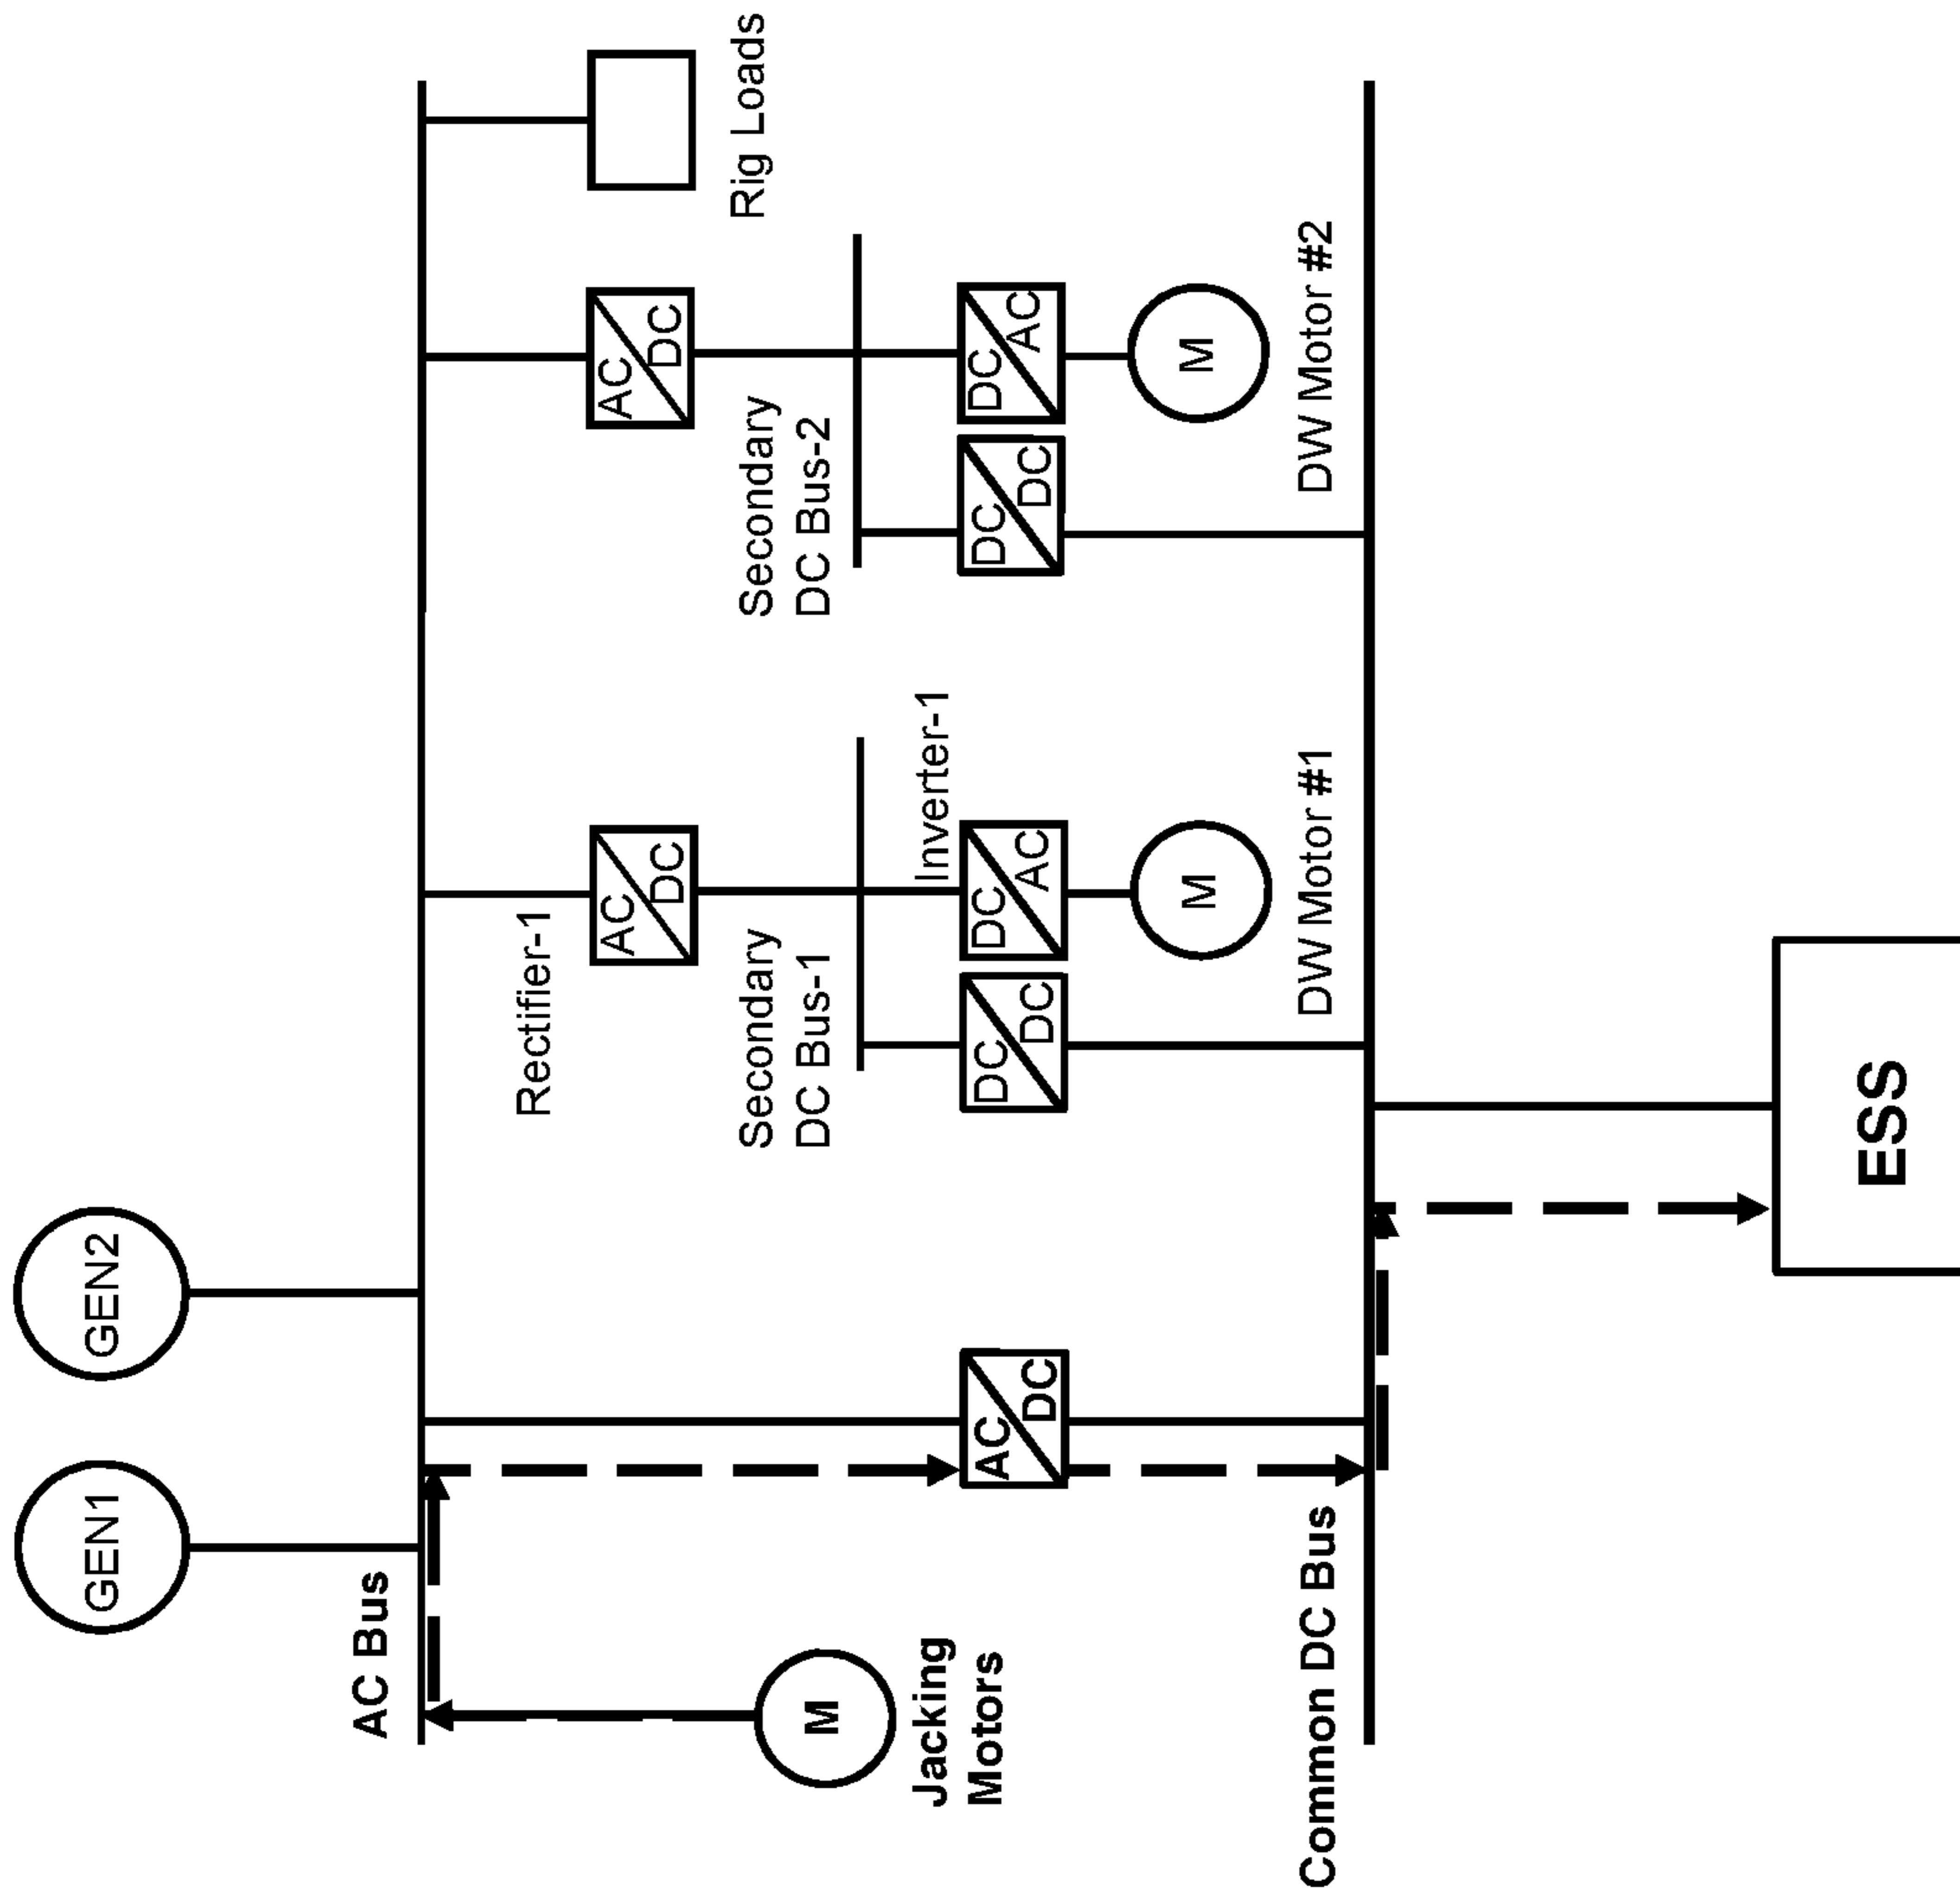 GEN1
GEN2
AC Bus
Rectifier-1
AC
DC
AC
DC
Rig Loads
Secondary
DC Bus-1
Secondary
DC Bus-2
Jacking
Motors
M
AC
DC
DC
DC
Inverter-1
DC
AC
DC
DC
DC
AC
M
M
DW Motor #1
DW Motor #2
Common DC Bus
ESS